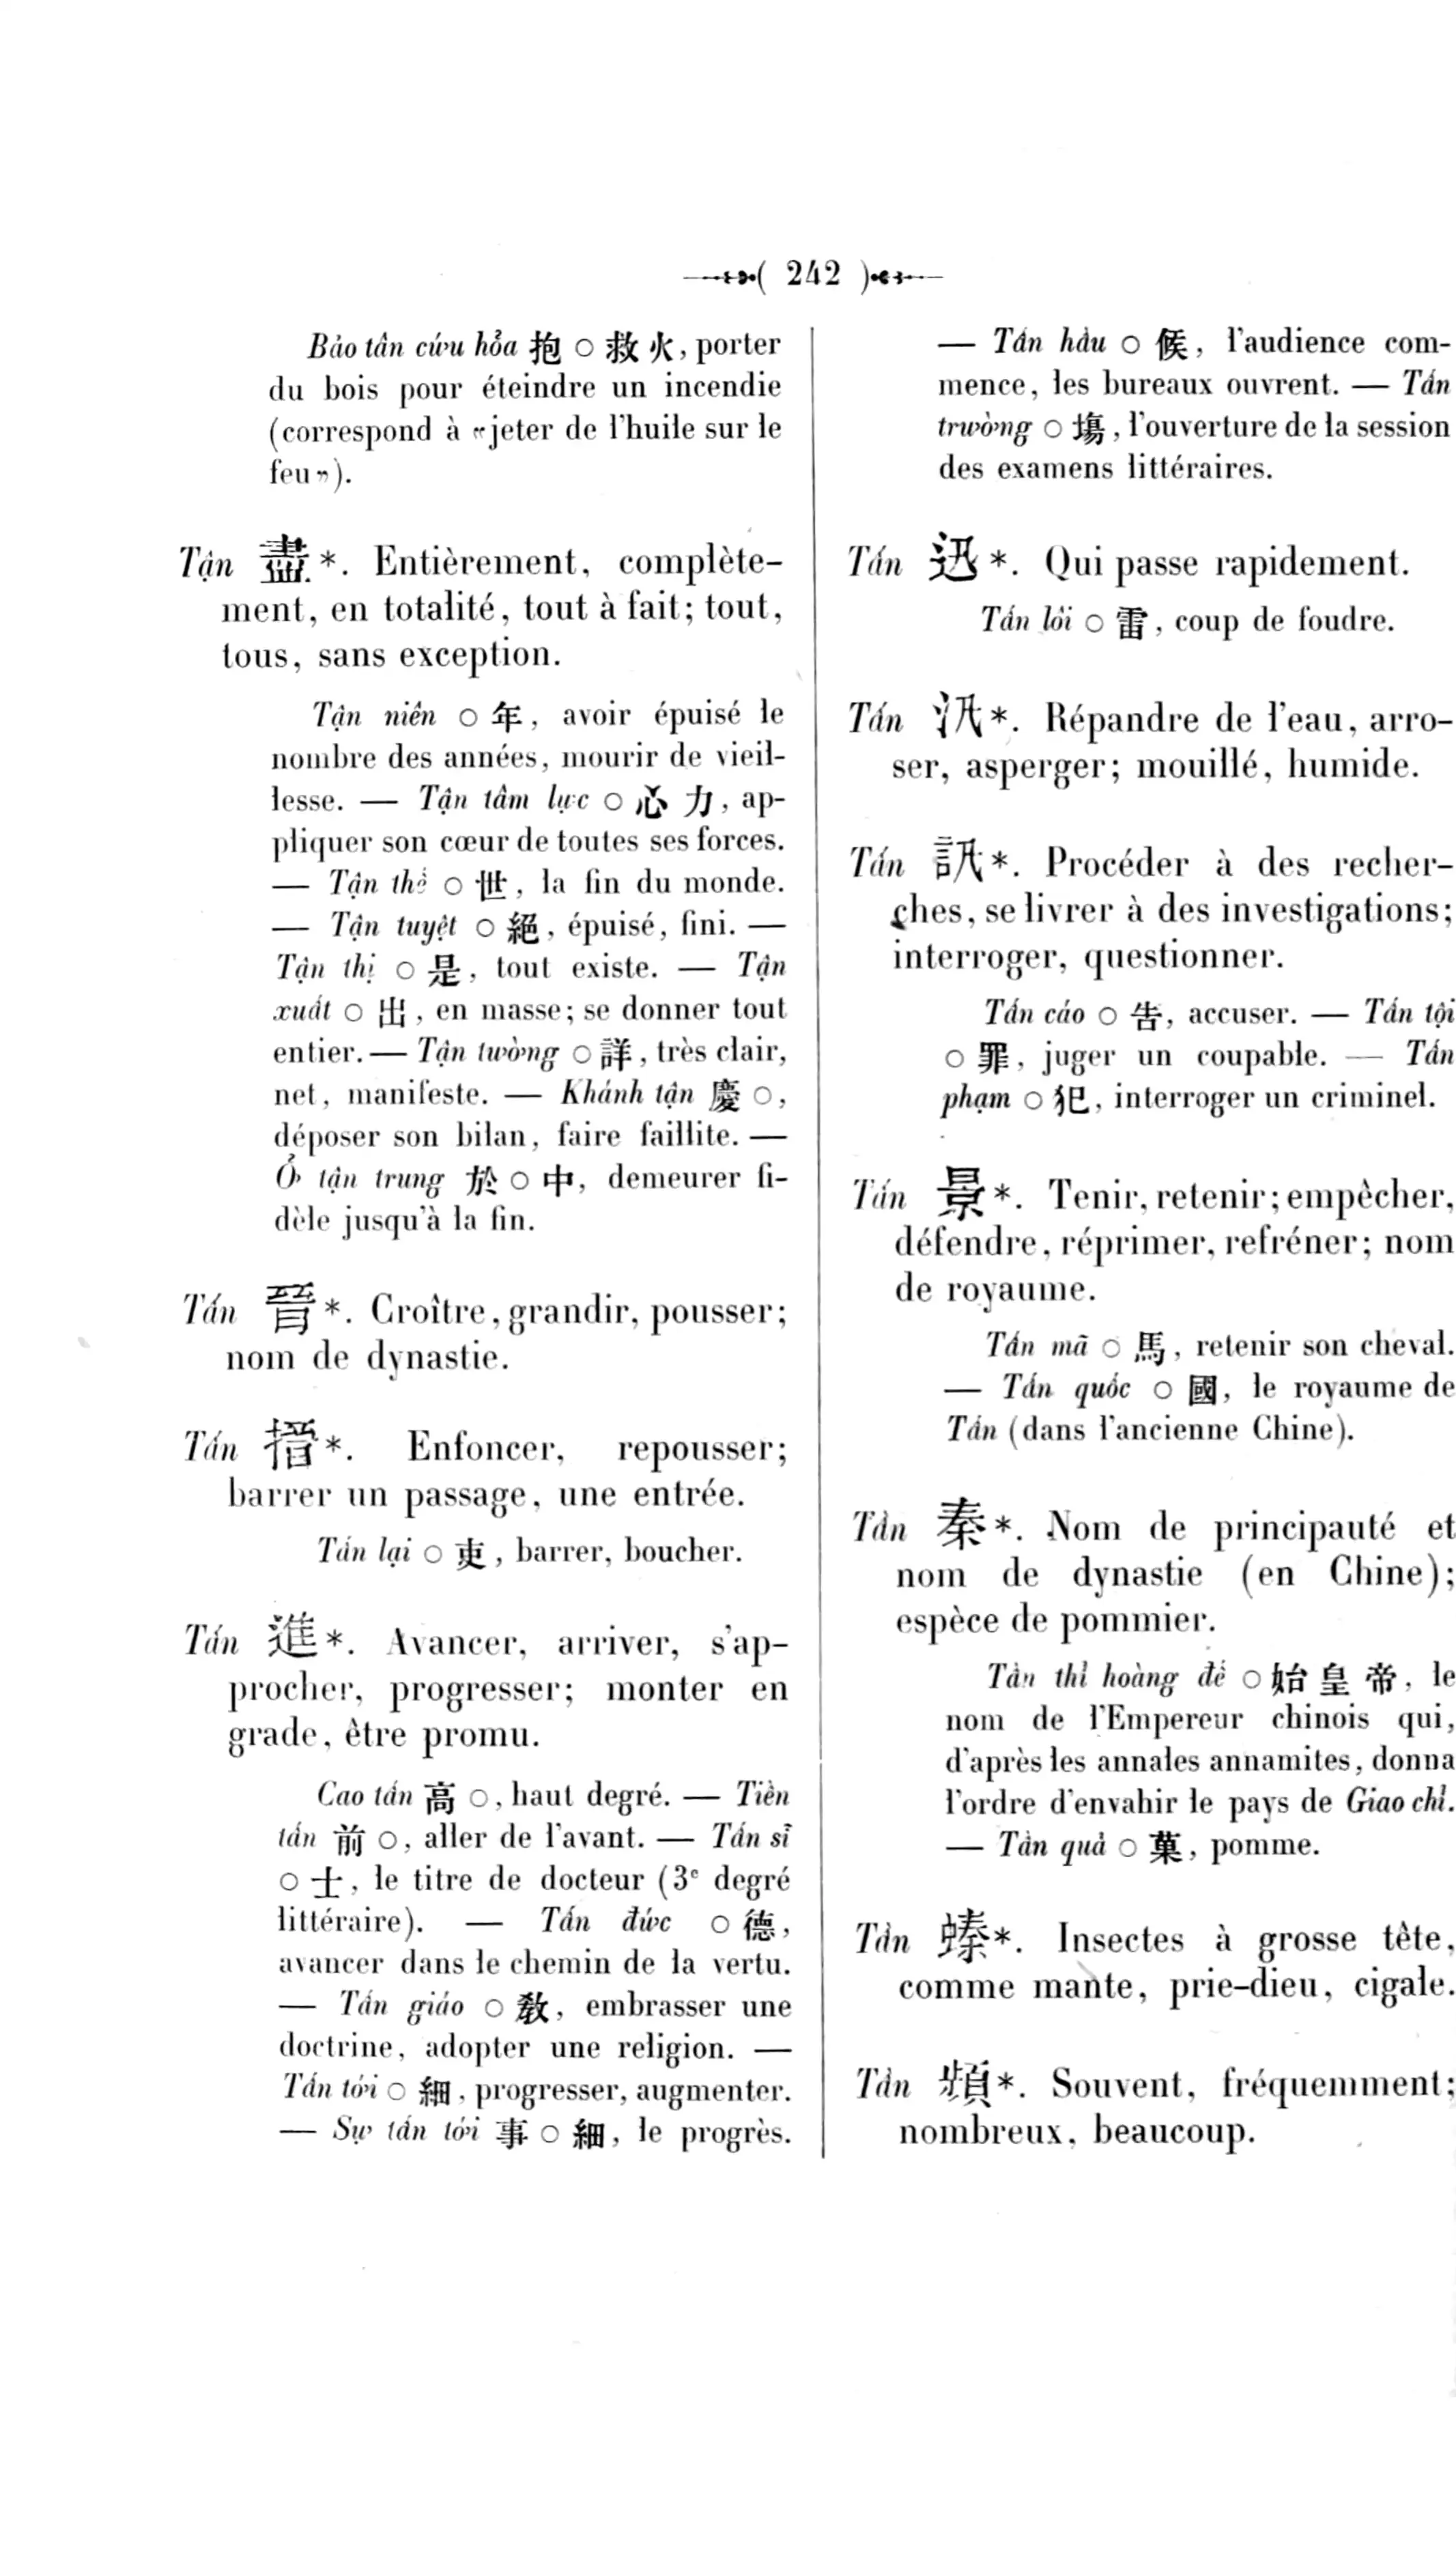 ( 242 )
Bảo tân cứu hỏa 抱 ○ 救 火, porter
du bois pour éteindre un incendie
(correspond à «jeter de l'huile sur le
feu»).
Tận 盡 *. Entièrement, complète-
ment, en totalité, tout à fait; tout,
tous, sans exception.
Tận niên ○ 年, avoir épuisé le
nombre des années, mourir de vieil-
lesse. — Tận tâm lực ○ 心 力, ap-
pliquer son cœur de toutes ses forces.
— Tận thế ○ 世, la fin du monde.
— Tận tuyệt ○ 絕, épuisé, fini. —
Tận thị ○ 是, tout existe. — Tận
xuất ○ 出, en masse; se donner tout
entier. — Tận tường ○ 詳, très clair,
net, manifeste. — Khánh tận 慶 ○,
déposer son bilan, faire faillite. —
Ở tận trung 於 ○ 中, demeurer fi-
dèle jusqu'à la fin.
Tấn 晉 *. Croître, grandir, pousser;
nom de dynastie.
Tấn 搢 *. Enfoncer, repousser;
barrer un passage, une entrée.
Tấn lại ○ 吏, barrer, boucher.
Tấn 進 *. Avancer, arriver, s'ap-
procher, progresser; monter en
grade, être promu.
Cao tấn 高 ○, haut degré. — Tiền
tấn 前 ○, aller de l'avant. — Tấn sĩ
○ 士, le titre de docteur (3e degré
littéraire). — Tấn đức ○ 德,
avancer dans le chemin de la vertu.
— Tấn giáo ○ 敎, embrasser une
doctrine, adopter une religion. —
Tấn tới ○ 細, progresser, augmenter.
— Sự tấn tới 事 ○ 細, le progrès.
— Tấn hầu ○ 候, l'audience com-
mence, les bureaux ouvrent. — Tấn
trường ○ 塲, l'ouverture de la session
des examens littéraires.
Tấn 迅 *. Qui passe rapidement.
Tấn lôi ○ 雷, coup de foudre.
Tấn 汛 *. Répandre de l'eau, arro-
ser, asperger; mouillé, humide.
Tấn 訊 *. Procéder à des recher-
ches, se livrer à des investigations;
interroger, questionner.
Tấn cáo ○ 告, accuser. — Tấn tội
○ 罪, juger un coupable. — Tấn
phạm ○ 犯, interroger un criminel.
Tấn 景 *. Tenir, retenir; empêcher,
défendre, réprimer, refréner; nom
de royaume.
Tấn mã ○ 馬, retenir son cheval.
— Tấn quốc ○ 國, le royaume de
Tấn (dans l'ancienne Chine).
Tần 秦 *. Nom de principauté et
nom de dynastie (en Chine);
espèce de pommier.
Tần thỉ hoàng đế ○ 始 皇 帝, le
nom de l'Empereur chinois qui,
d'après les annales annamites, donna
l'ordre d'envahir le pays de Giao chỉ.
— Tần quả ○ 菓, pomme.
Tần 螓 *. Insectes à grosse tête,
comme mante, prie-dieu, cigale.
Tần 頻 *. Souvent, fréquemment;
nombreux, beaucoup.